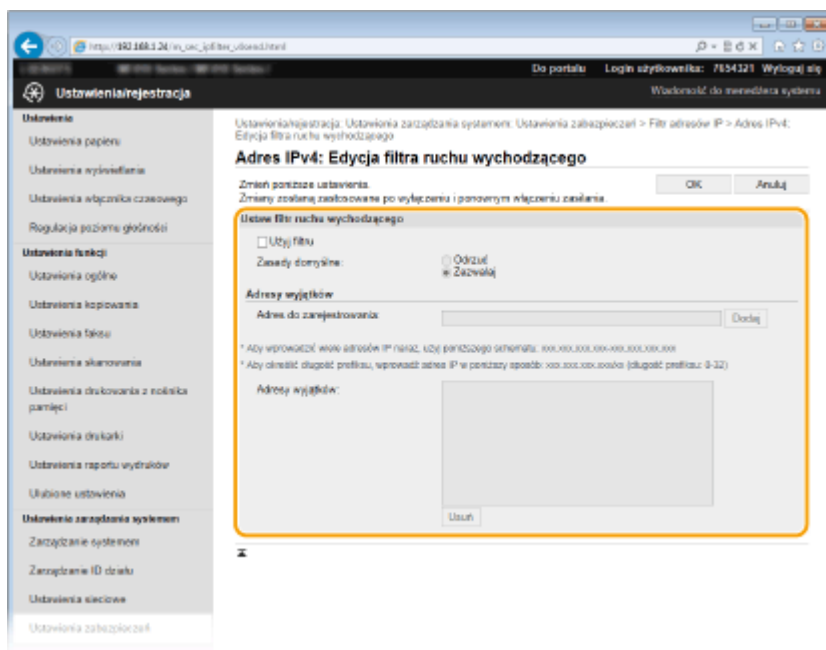 http://192.168.1.24/m_sec_ipfilter_v4send.html
Do portalu Login użytkownika: 7654321 Wyloguj się
Ustawienia/rejestracja Wiadomość do menedżera systemu
Ustawienia
Ustawienia papieru
Ustawienia wyświetlania
Ustawienia włącznika czasowego
Regulacja poziomu głośności
Ustawienia funkcji
Ustawienia ogólne
Ustawienia kopiowania
Ustawienia faksu
Ustawienia skanowania
Ustawienia drukowania z nośnika
pamięci
Ustawienia drukarki
Ustawienia raportu wydruków
Ulubione ustawienia
Ustawienia zarządzania systemem
Zarządzanie systemem
Zarządzanie ID działu
Ustawienia sieciowe
Ustawienia zabezpieczeń
Ustawienia/rejestracja: Ustawienia zarządzania systemem: Ustawienia zabezpieczeń > Filtr adresów IP > Adres IPv4:
Edycja filtra ruchu wychodzącego
Adres IPv4: Edycja filtra ruchu wychodzącego
Zmień poniższe ustawienia. OK Anuluj
Zmiany zostaną zastosowane po wyłączeniu i ponownym włączeniu zasilania.
Ustaw filtr ruchu wychodzącego
Użyj filtru
Zasady domyślne: Odrzuć
Zezwalaj
Adresy wyjątków
Adres do zarejestrowania: Dodaj
* Aby wprowadzić wiele adresów IP naraz, użyj poniższego schematu: xxx.xxx.xxx.xxx-xxx.xxx.xxx.xxx
* Aby określić długość prefiksu, wprowadź adres IP w poniższy sposób: xxx.xxx.xxx.xxx/xx (długość prefiksu: 0-32)
Adresy wyjątków:
Usuń